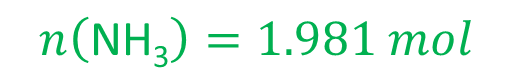 n(NH₃) = 1.981 mol